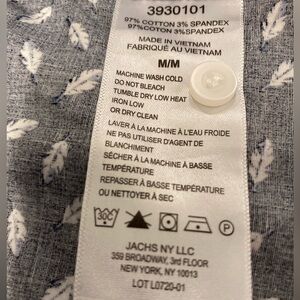 3930101
97% COTTON 3% SPANDEX
97% COTTON 3% SPANDEX
MADE IN VIETNAM
FABRIQUÉ AU VIETNAM
M/M
MACHINE WASH COLD
DO NOT BLEACH
TUMBLE DRY LOW HEAT
IRON LOW
OR DRY CLEAN
LAVER À LA MACHINE À L'EAU FROIDE
NE PAS UTILISER D'AGENT DE
BLANCHIMENT
SÉCHER À LA MACHINE À BASSE
TEMPÉRATURE
REPASSER À BASSE TEMPÉRATURE
OU NETTOYER À SEC
30 P
JACHS NY LLC
359 BROADWAY, 3rd FLOOR
NEW YORK, NY 10013
LOT L0720-01